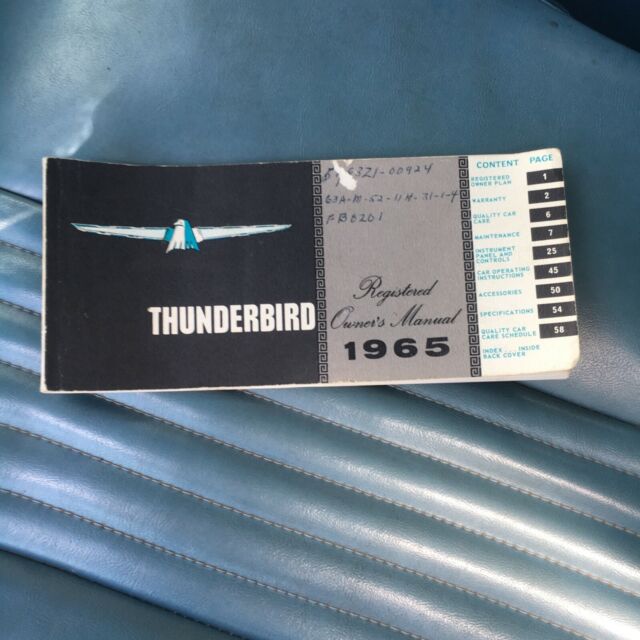 THUNDERBIRD
63A-M-52-11H-31-1-4
Registered
Owner's Manual
1965
CONTENT PAGE
REGISTERED
OWNER PLAN 1
WARRANTY 2
QUALITY CAR
CARE 6
MAINTENANCE 7
INSTRUMENT
PANEL AND
CONTROLS 25
CAR OPERATING
INSTRUCTIONS 45
ACCESSORIES 50
SPECIFICATIONS 54
QUALITY CAR
CARE SCHEDULE 58
INDEX INSIDE
BACK COVER